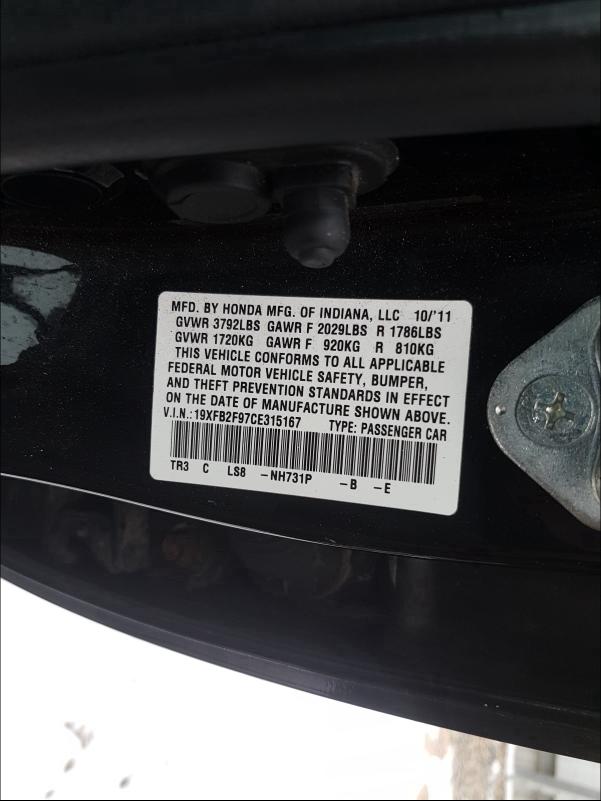 MFD. BY HONDA MFG. OF INDIANA, LLC 10/'11
GVWR 3792LBS GAWR F 2029LBS R 1786LBS
GVWR 1720KG GAWR F 920KG R 810KG
THIS VEHICLE CONFORMS TO ALL APPLICABLE
FEDERAL MOTOR VEHICLE SAFETY, BUMPER,
AND THEFT PREVENTION STANDARDS IN EFFECT
ON THE DATE OF MANUFACTURE SHOWN ABOVE.
V.I.N.:19XFB2F97CE315167 TYPE: PASSENGER CAR
TR3 C LS8 -NH731P -B -E